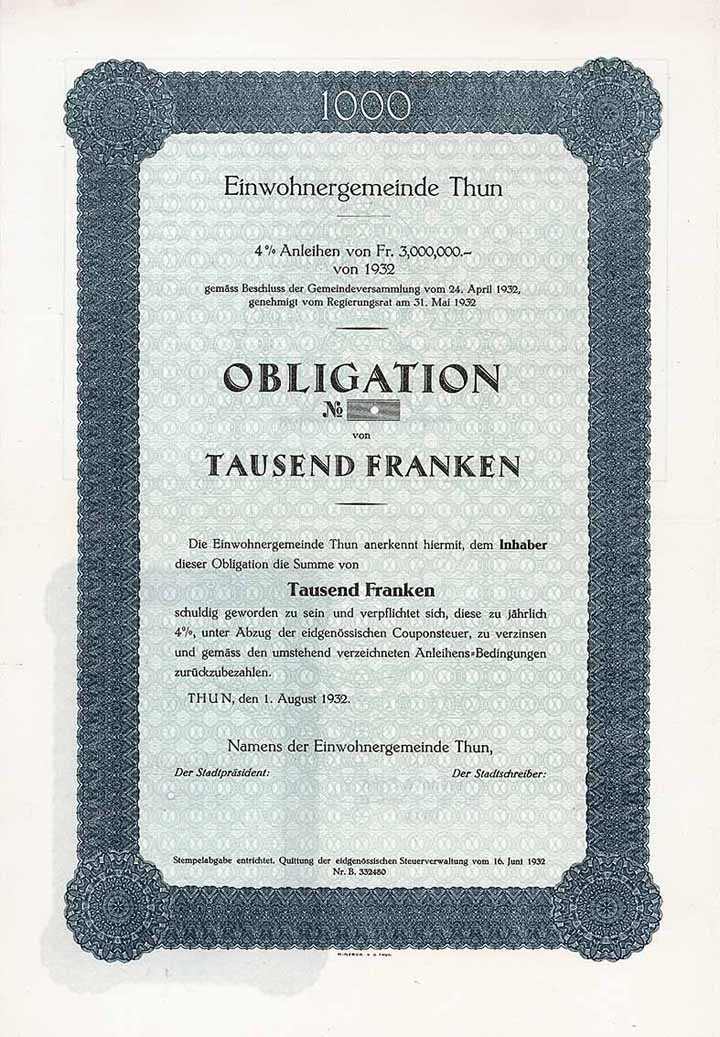 1000
Einwohnergemeinde Thun
4% Anleihen von Fr. 3,000,000.–
von 1932
gemäss Beschluss der Gemeindeversammlung vom 24. April 1932,
genehmigt vom Regierungsrat am 31. Mai 1932
OBLIGATION
No
von
TAUSEND FRANKEN
Die Einwohnergemeinde Thun anerkennt hiermit, dem Inhaber
dieser Obligation die Summe von
Tausend Franken
schuldig geworden zu sein und verpflichtet sich, diese zu jährlich
4%, unter Abzug der eidgenössischen Couponsteuer, zu verzinsen
und gemäss den umstehend verzeichneten Anleihens-Bedingungen
zurückzubezahlen.
THUN, den 1. August 1932.
Namens der Einwohnergemeinde Thun,
Der Stadtpräsident: Der Stadtschreiber:
Stempelabgabe entrichtet. Quittung der eidgenössischen Steuerverwaltung vom 16. Juni 1932
Nr. B. 332480